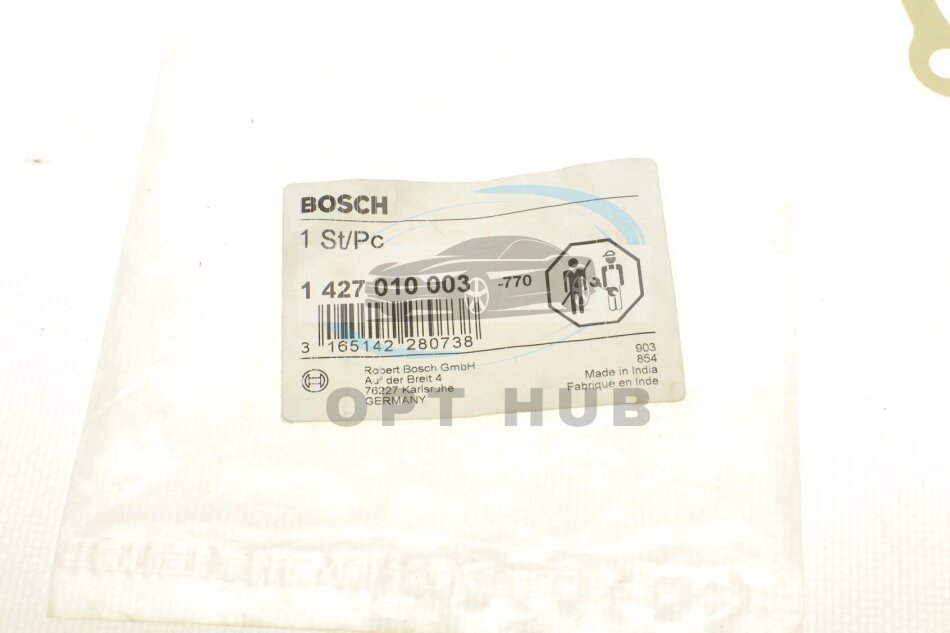 BOSCH
1 St/Pc
1 427 010 003 -770
3 165142 280738
Robert Bosch GmbH
Auf der Breit 4
76227 Karlsruhe
GERMANY
903
854
Made in India
Fabriqué en Inde
OPT HUB